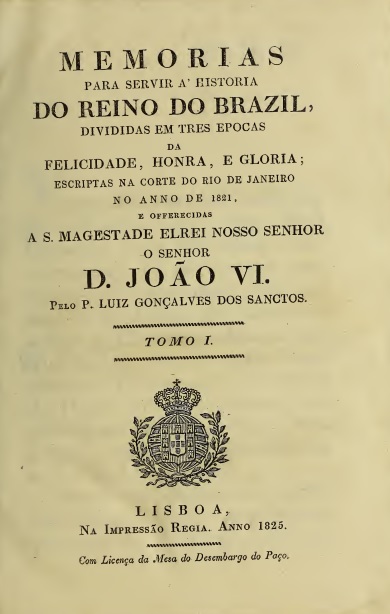 MEMORIAS
PARA SERVIR A' HISTORIA
DO REINO DO BRAZIL,
DIVIDIDAS EM TRES EPOCAS
DA
FELICIDADE, HONRA, E GLORIA;
ESCRIPTAS NA CORTE DO RIO DE JANEIRO
NO ANNO DE 1821,
E OFFERECIDAS
A S. MAGESTADE ELREI NOSSO SENHOR
O SENHOR
D. JOÃO VI.
PELO P. LUIZ GONÇALVES DOS SANCTOS.
TOMO I.
LISBOA,
NA IMPRESSÃO REGIA. ANNO 1825.
Com Licença da Mesa do Desembargo do Paço.